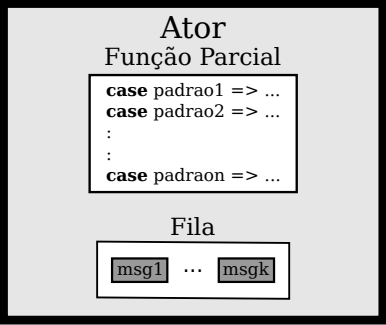 Ator
Função Parcial
case padrao1 => ...
case padrao2 => ...
:
:
case padraon => ...
Fila
msg1 ... msgk